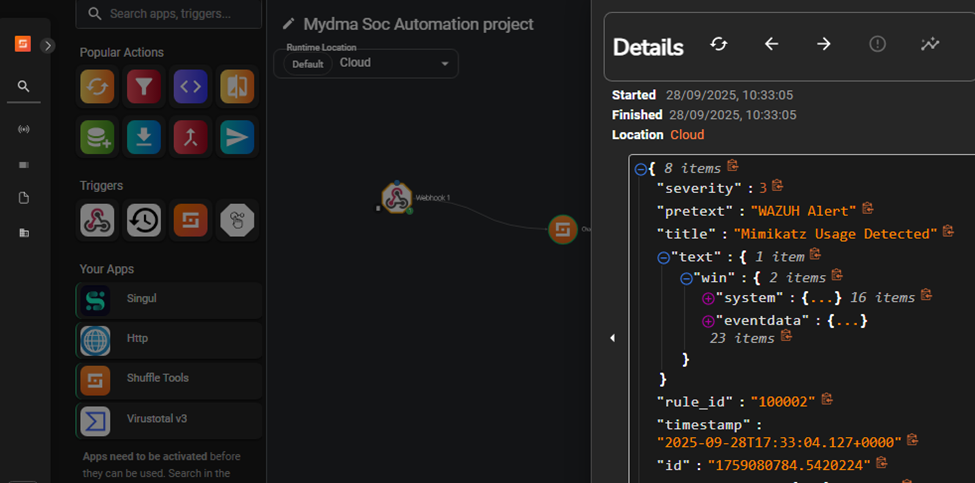 Search apps, triggers...
Popular Actions
Triggers
Your Apps
Singul
Http
Shuffle Tools
Virustotal v3
Apps need to be activated before
they can be used. Search in the
Mydma Soc Automation project
Runtime Location
Default Cloud
Webhook 1
Details
Started 28/09/2025, 10:33:05
Finished 28/09/2025, 10:33:05
Location Cloud
{ 8 items
"severity" : 3
"pretext" : "WAZUH Alert"
"title" : "Mimikatz Usage Detected"
"text" : { 1 item
"win" : { 2 items
"system" : {...} 16 items
"eventdata" : {...}
23 items
}
}
"rule_id" : "100002"
"timestamp" :
"2025-09-28T17:33:04.127+0000"
"id" : "1759080784.5420224"